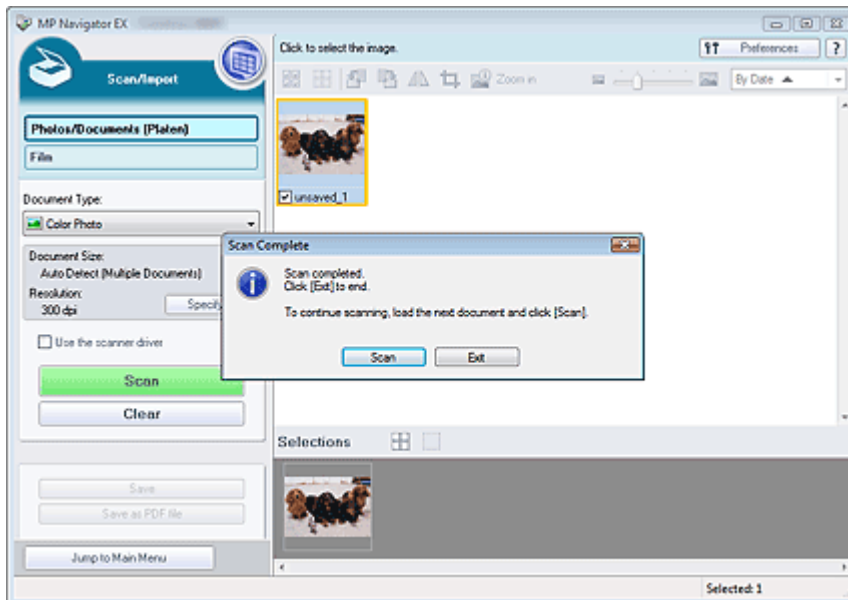 MP Navigator EX
Click to select the image.
Preferences
?
Scan/Import
Zoom in
By Date
Photos/Documents (Platen)
Film
unsaved_1
Document Type:
Color Photo
Document Size:
Auto Detect (Multiple Documents)
Resolution:
300 dpi
Use the scanner driver
Scan
Clear
Scan Complete
Scan completed.
Click [Exit] to end.
To continue scanning, load the next document and click [Scan].
Scan
Exit
Selections
Save
Save as PDF file
Jump to Main Menu
Selected: 1